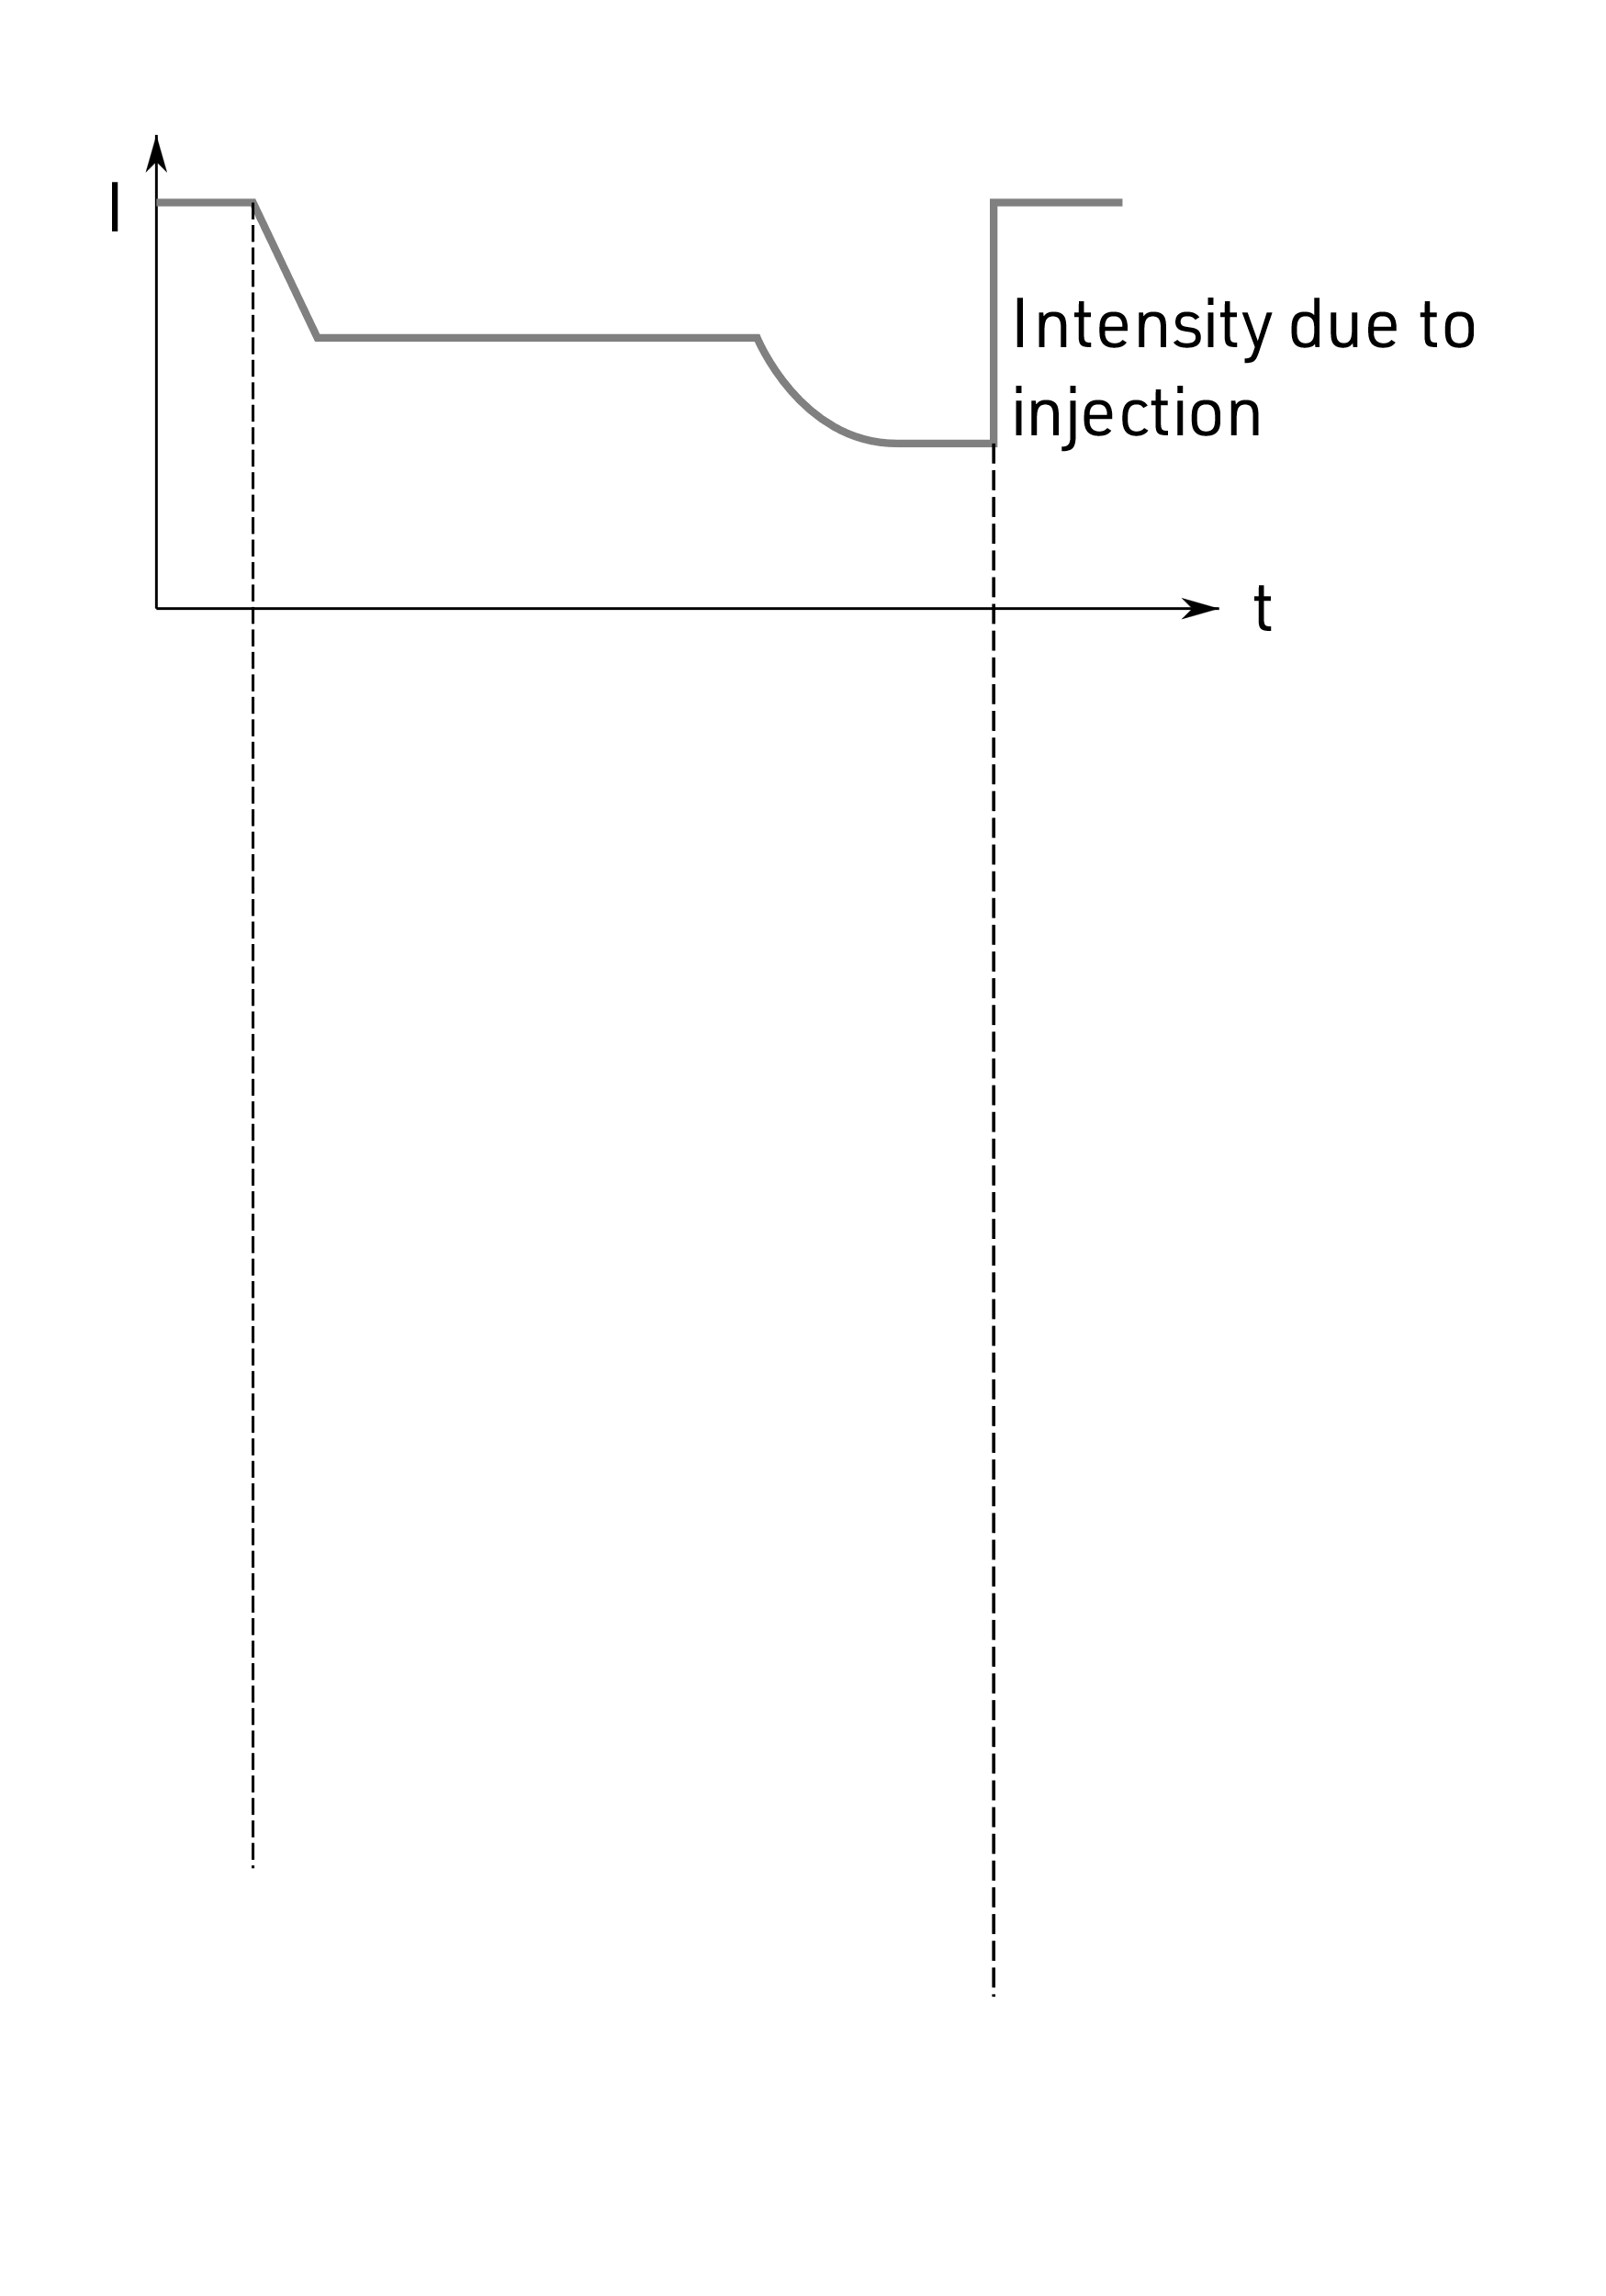 I
Intensity due to
injection
t